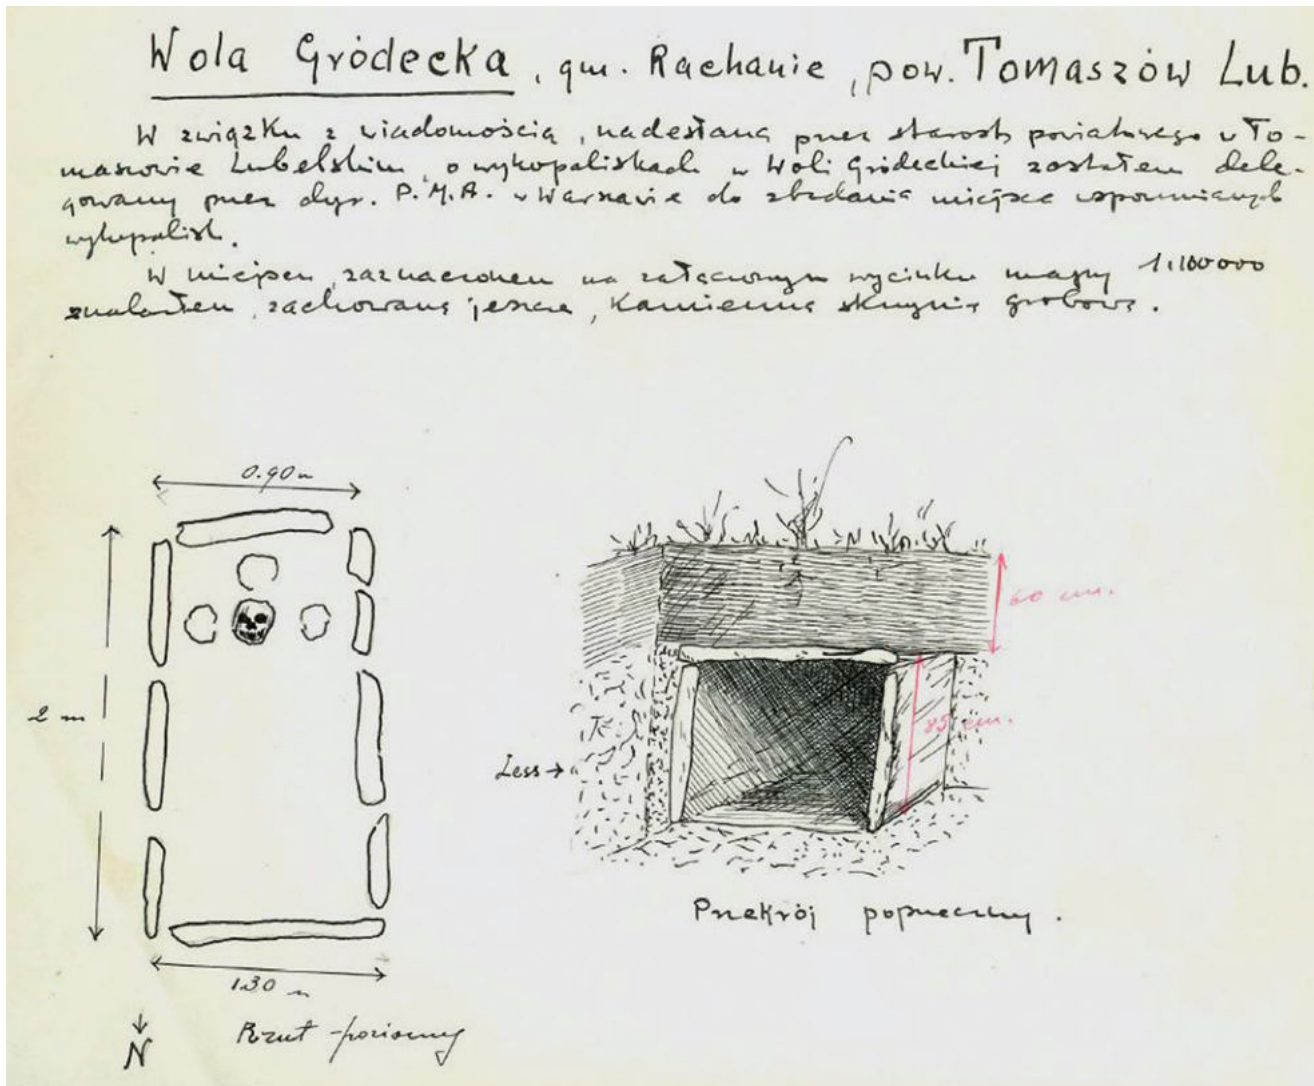 Wola Gródecka, gm. Rachanie, pow. Tomaszów Lub.
W związku z wiadomością, nadesłaną przez starostę powiatowego w To-
maszowie Lubelskim, o wykopaliskach w Woli Gródeckiej zostałem dele-
gowany przez dyr. P.M.A. w Warszawie do zbadania miejsca wspomnianych
wykopalisk.
W miejscu, zaznaczonem na załączonym wycinku mapy 1:100000
znalazłem, zachowaną jeszcze, kamienną skrzynię grobową.
0.90 m
60 cm.
2 m
85 cm.
Less →
Przekrój poprzeczny.
1.30 m
Rzut-poziomy
N